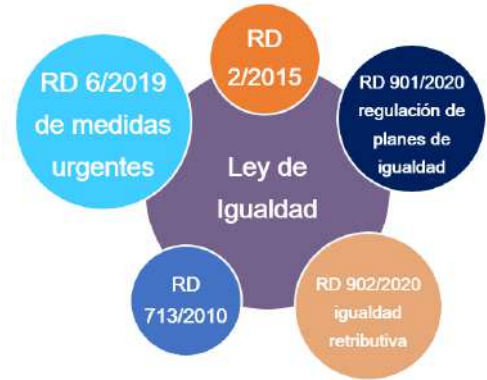 RD
2/2015
RD 6/2019
de medidas
urgentes
RD 901/2020
regulación de
planes de
igualdad
Ley de
Igualdad
RD
713/2010
RD 902/2020
igualdad
retributiva